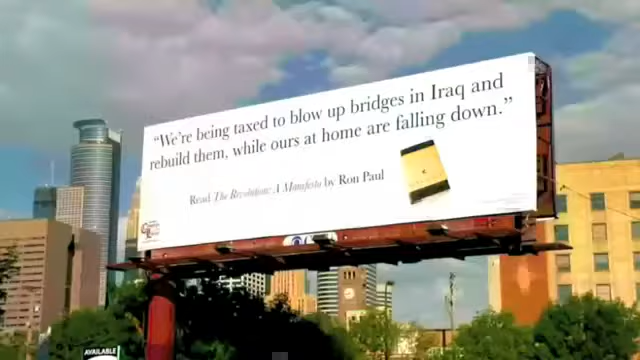 “We’re being taxed to blow up bridges in Iraq and
rebuild them, while ours at home are falling down.”
Read The Revolution: A Manifesto by Ron Paul
AVAILABLE